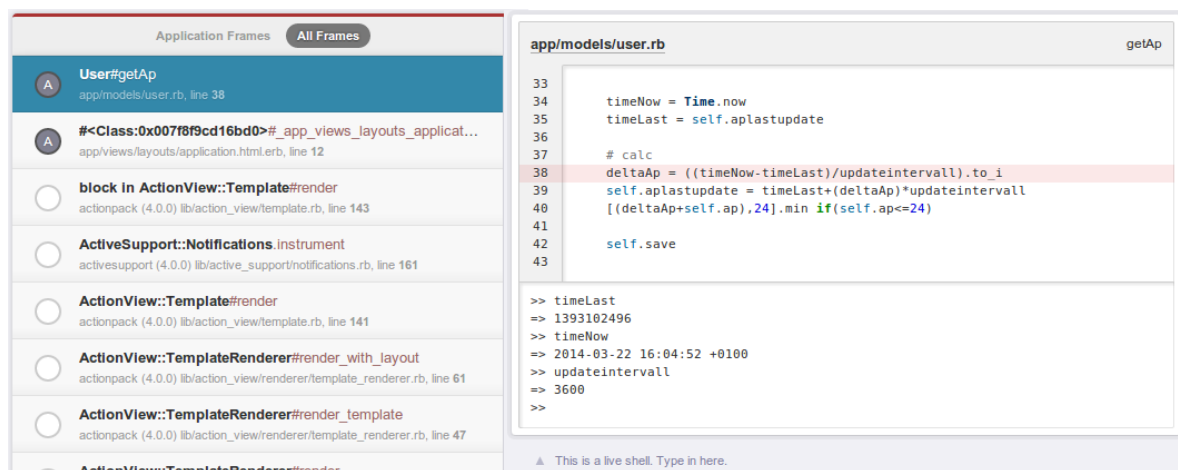 Application Frames All Frames
A
User#getAp
app/models/user.rb, line 38
A
#<Class:0x007f8f9cd16bd0>#_app_views_layouts_applicat…
app/views/layouts/application.html.erb, line 12
block in ActionView::Template#render
actionpack (4.0.0) lib/action_view/template.rb, line 143
ActiveSupport::Notifications.instrument
activesupport (4.0.0) lib/active_support/notifications.rb, line 161
ActionView::Template#render
actionpack (4.0.0) lib/action_view/template.rb, line 141
ActionView::TemplateRenderer#render_with_layout
actionpack (4.0.0) lib/action_view/renderer/template_renderer.rb, line 61
ActionView::TemplateRenderer#render_template
actionpack (4.0.0) lib/action_view/renderer/template_renderer.rb, line 47
ActionView::TemplateRenderer#render
app/models/user.rb getAp
33
34 timeNow = Time.now
35 timeLast = self.aplastupdate
36
37 # calc
38 deltaAp = ((timeNow-timeLast)/updateintervall).to_i
39 self.aplastupdate = timeLast+(deltaAp)*updateintervall
40 [(deltaAp+self.ap),24].min if(self.ap<=24)
41
42 self.save
43
>> timeLast
=> 1393102496
>> timeNow
=> 2014-03-22 16:04:52 +0100
>> updateintervall
=> 3600
>>
▲ This is a live shell. Type in here.